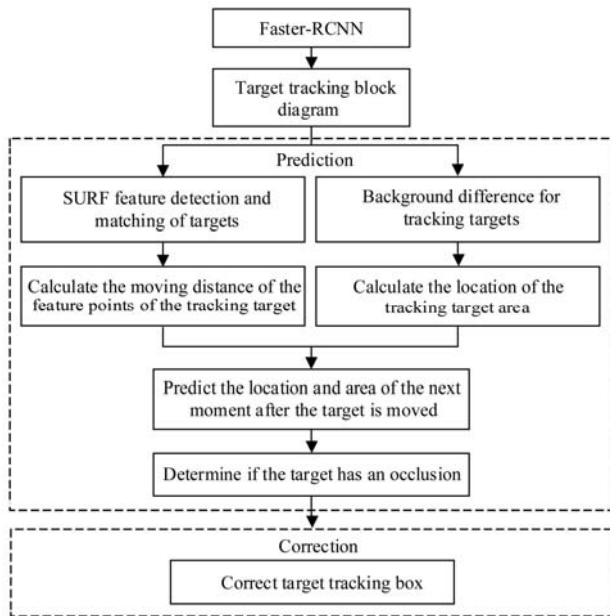 Faster-RCNN
Target tracking block
diagram
Prediction
SURF feature detection and
matching of targets
Background difference for
tracking targets
Calculate the moving distance of the
feature points of the tracking target
Calculate the location of the
tracking target area
Predict the location and area of the next
moment after the target is moved
Determine if the target has an occlusion
Correction
Correct target tracking box